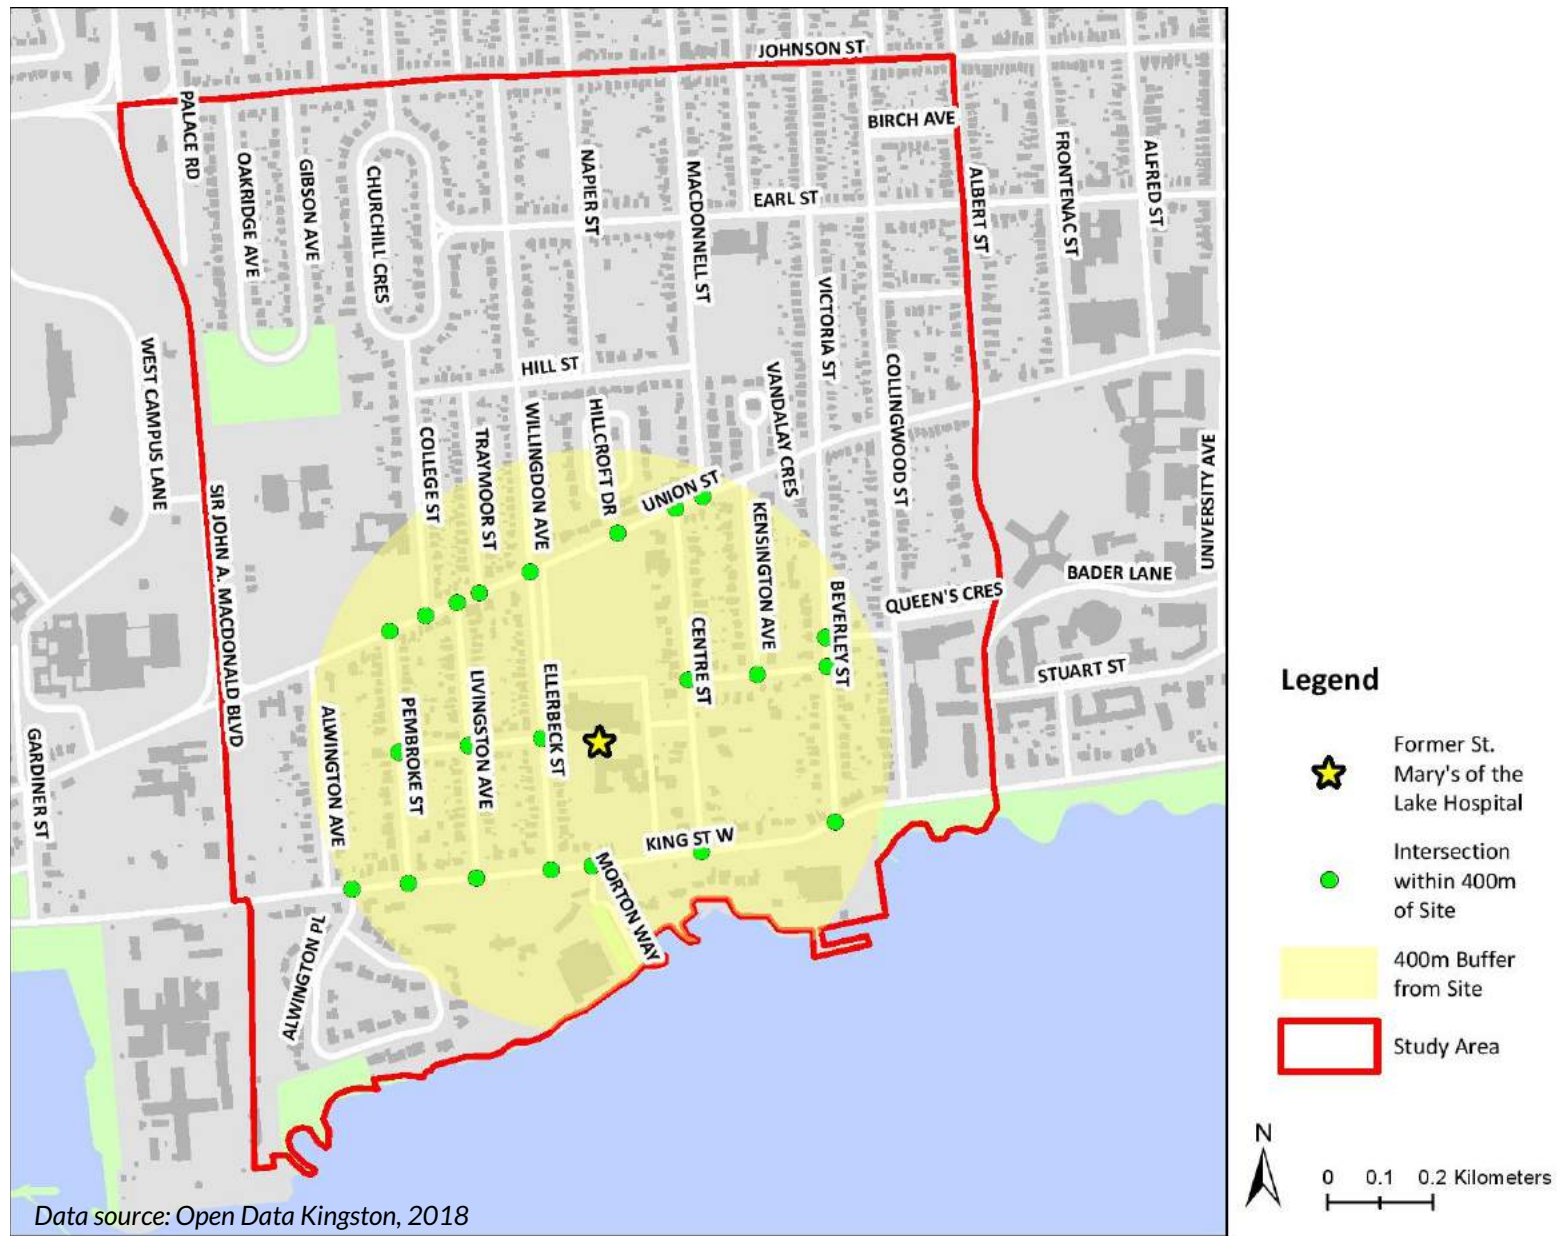 JOHNSON ST
PALACE RD
OAKRIDGE AVE
GIBSON AVE
CHURCHILL CRES
NAPIER ST
MACDONNELL ST
EARL ST
BIRCH AVE
ALBERT ST
FRONTENAC ST
ALFRED ST
WEST CAMPUS LANE
HILL ST
VICTORIA ST
VANDALAY CRES
COLLINGWOOD ST
COLLEGE ST
TRAYMOOR ST
WILLINGDON AVE
HILLCROFT DR
UNION ST
UNIVERSITY AVE
SIR JOHN A. MACDONALD BLVD
KENSINGTON AVE
BEVERLEY ST
QUEEN'S CRES
BADER LANE
STUART ST
CENTRE ST
ELLERBECK ST
LIVINGSTON AVE
PEMBROKE ST
ALWINGTON AVE
GARDINER ST
KING ST W
MORTON WAY
ALWINGTON PL
Data source: Open Data Kingston, 2018
Legend
Former St.
Mary's of the
Lake Hospital
Intersection
within 400m
of Site
400m Buffer
from Site
Study Area
N
0 0.1 0.2 Kilometers